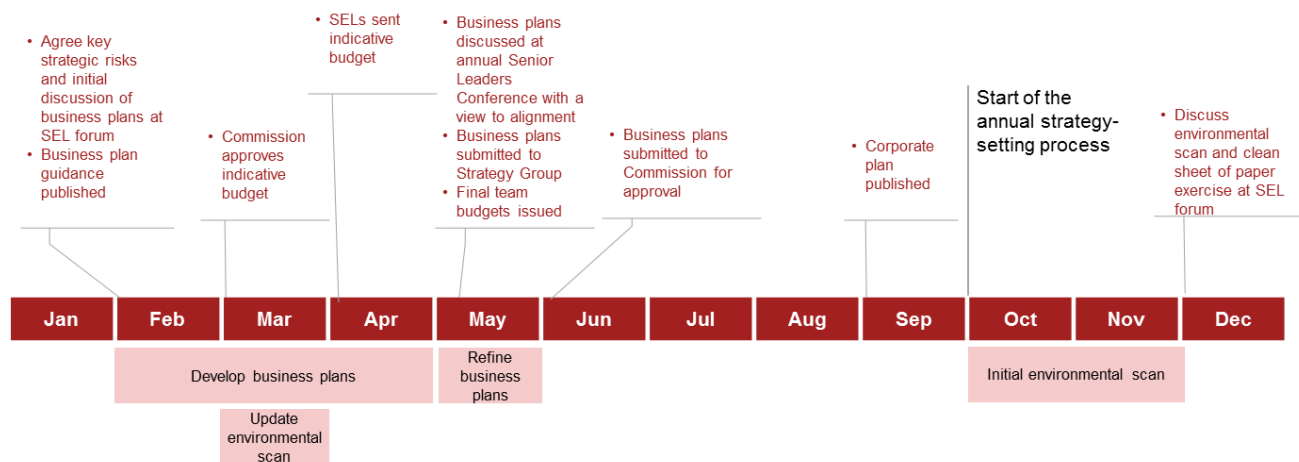 • Agree key
strategic risks
and initial
discussion of
business plans at
SEL forum
• Business plan
guidance
published
• Commission
approves
indicative
budget
• SELs sent
indicative
budget
• Business plans
discussed at
annual Senior
Leaders
Conference with a
view to alignment
• Business plans
submitted to
Strategy Group
• Final team
budgets issued
• Business plans
submitted to
Commission for
approval
• Corporate
plan
published
Start of the
annual strategy-
setting process
• Discuss
environmental
scan and clean
sheet of paper
exercise at SEL
forum
Jan Feb Mar Apr May Jun Jul Aug Sep Oct Nov Dec
Develop business plans
Refine
business
plans
Initial environmental scan
Update
environmental
scan